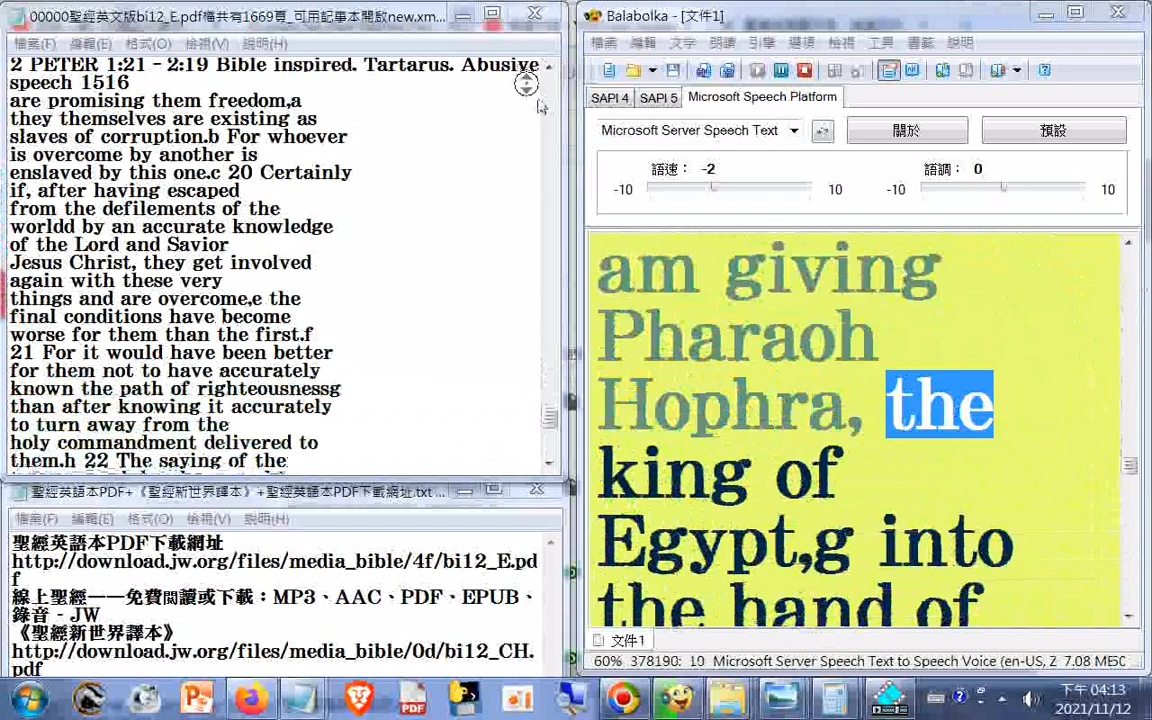 00000聖經英文版bi12_E.pdf檔共有1669頁_可用記事本開啟new.xm...
檔案(F) 編輯(E) 格式(O) 檢視(V) 說明(H)
2 PETER 1:21 – 2:19 Bible inspired. Tartarus. Abusive
speech 1516
are promising them freedom,a
they themselves are existing as
slaves of corruption.b For whoever
is overcome by another is
enslaved by this one.c 20 Certainly
if, after having escaped
from the defilements of the
worldd by an accurate knowledge
of the Lord and Savior
Jesus Christ, they get involved
again with these very
things and are overcome,e the
final conditions have become
worse for them than the first.f
21 For it would have been better
for them not to have accurately
known the path of righteousnessg
than after knowing it accurately
to turn away from the
holy commandment delivered to
them.h 22 The saying of the
聖經英語本PDF+《聖經新世界譯本》+聖經英語本PDF下載網址.txt ...
檔案(F) 編輯(E) 格式(O) 檢視(V) 說明(H)
聖經英語本PDF下載網址
http://download.jw.org/files/media_bible/4f/bi12_E.pd
f
線上聖經——免費閱讀或下載：MP3、AAC、PDF、EPUB、
錄音 - JW
《聖經新世界譯本》
http://download.jw.org/files/media_bible/0d/bi12_CH.
pdf
Balabolka - [文件1]
檔案 編輯 文字 朗讀 引擎 選項 檢視 工具 書籤 說明
SAPI 4 SAPI 5 Microsoft Speech Platform
Microsoft Server Speech Text 關於 預設
語速： -2 語調： 0
-10 10 -10 10
am giving
Pharaoh
Hophra, the
king of
Egypt,g into
the hand of
文件1
60% 378190: 10 Microsoft Server Speech Text to Speech Voice (en-US, Z 7.08 ME50
下午 04:13
2021/11/12